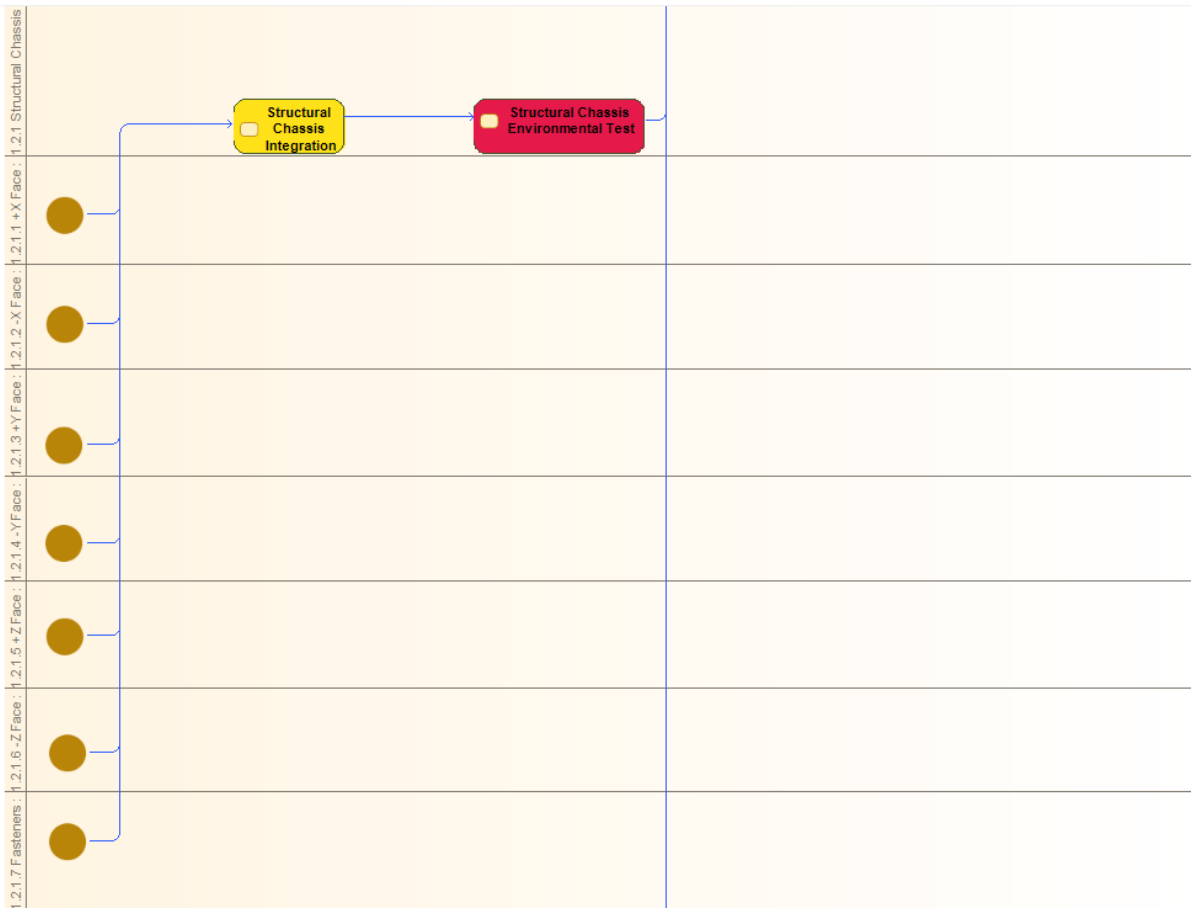 1.2.1 Structural Chassis
Structural
Chassis
Integration
Structural Chassis
Environmental Test
1.2.1.1 +X Face :
1.2.1.2 -X Face :
1.2.1.3 +Y Face :
1.2.1.4 -Y Face :
1.2.1.5 +Z Face :
1.2.1.6 -Z Face :
1.2.1.7 Fasteners :